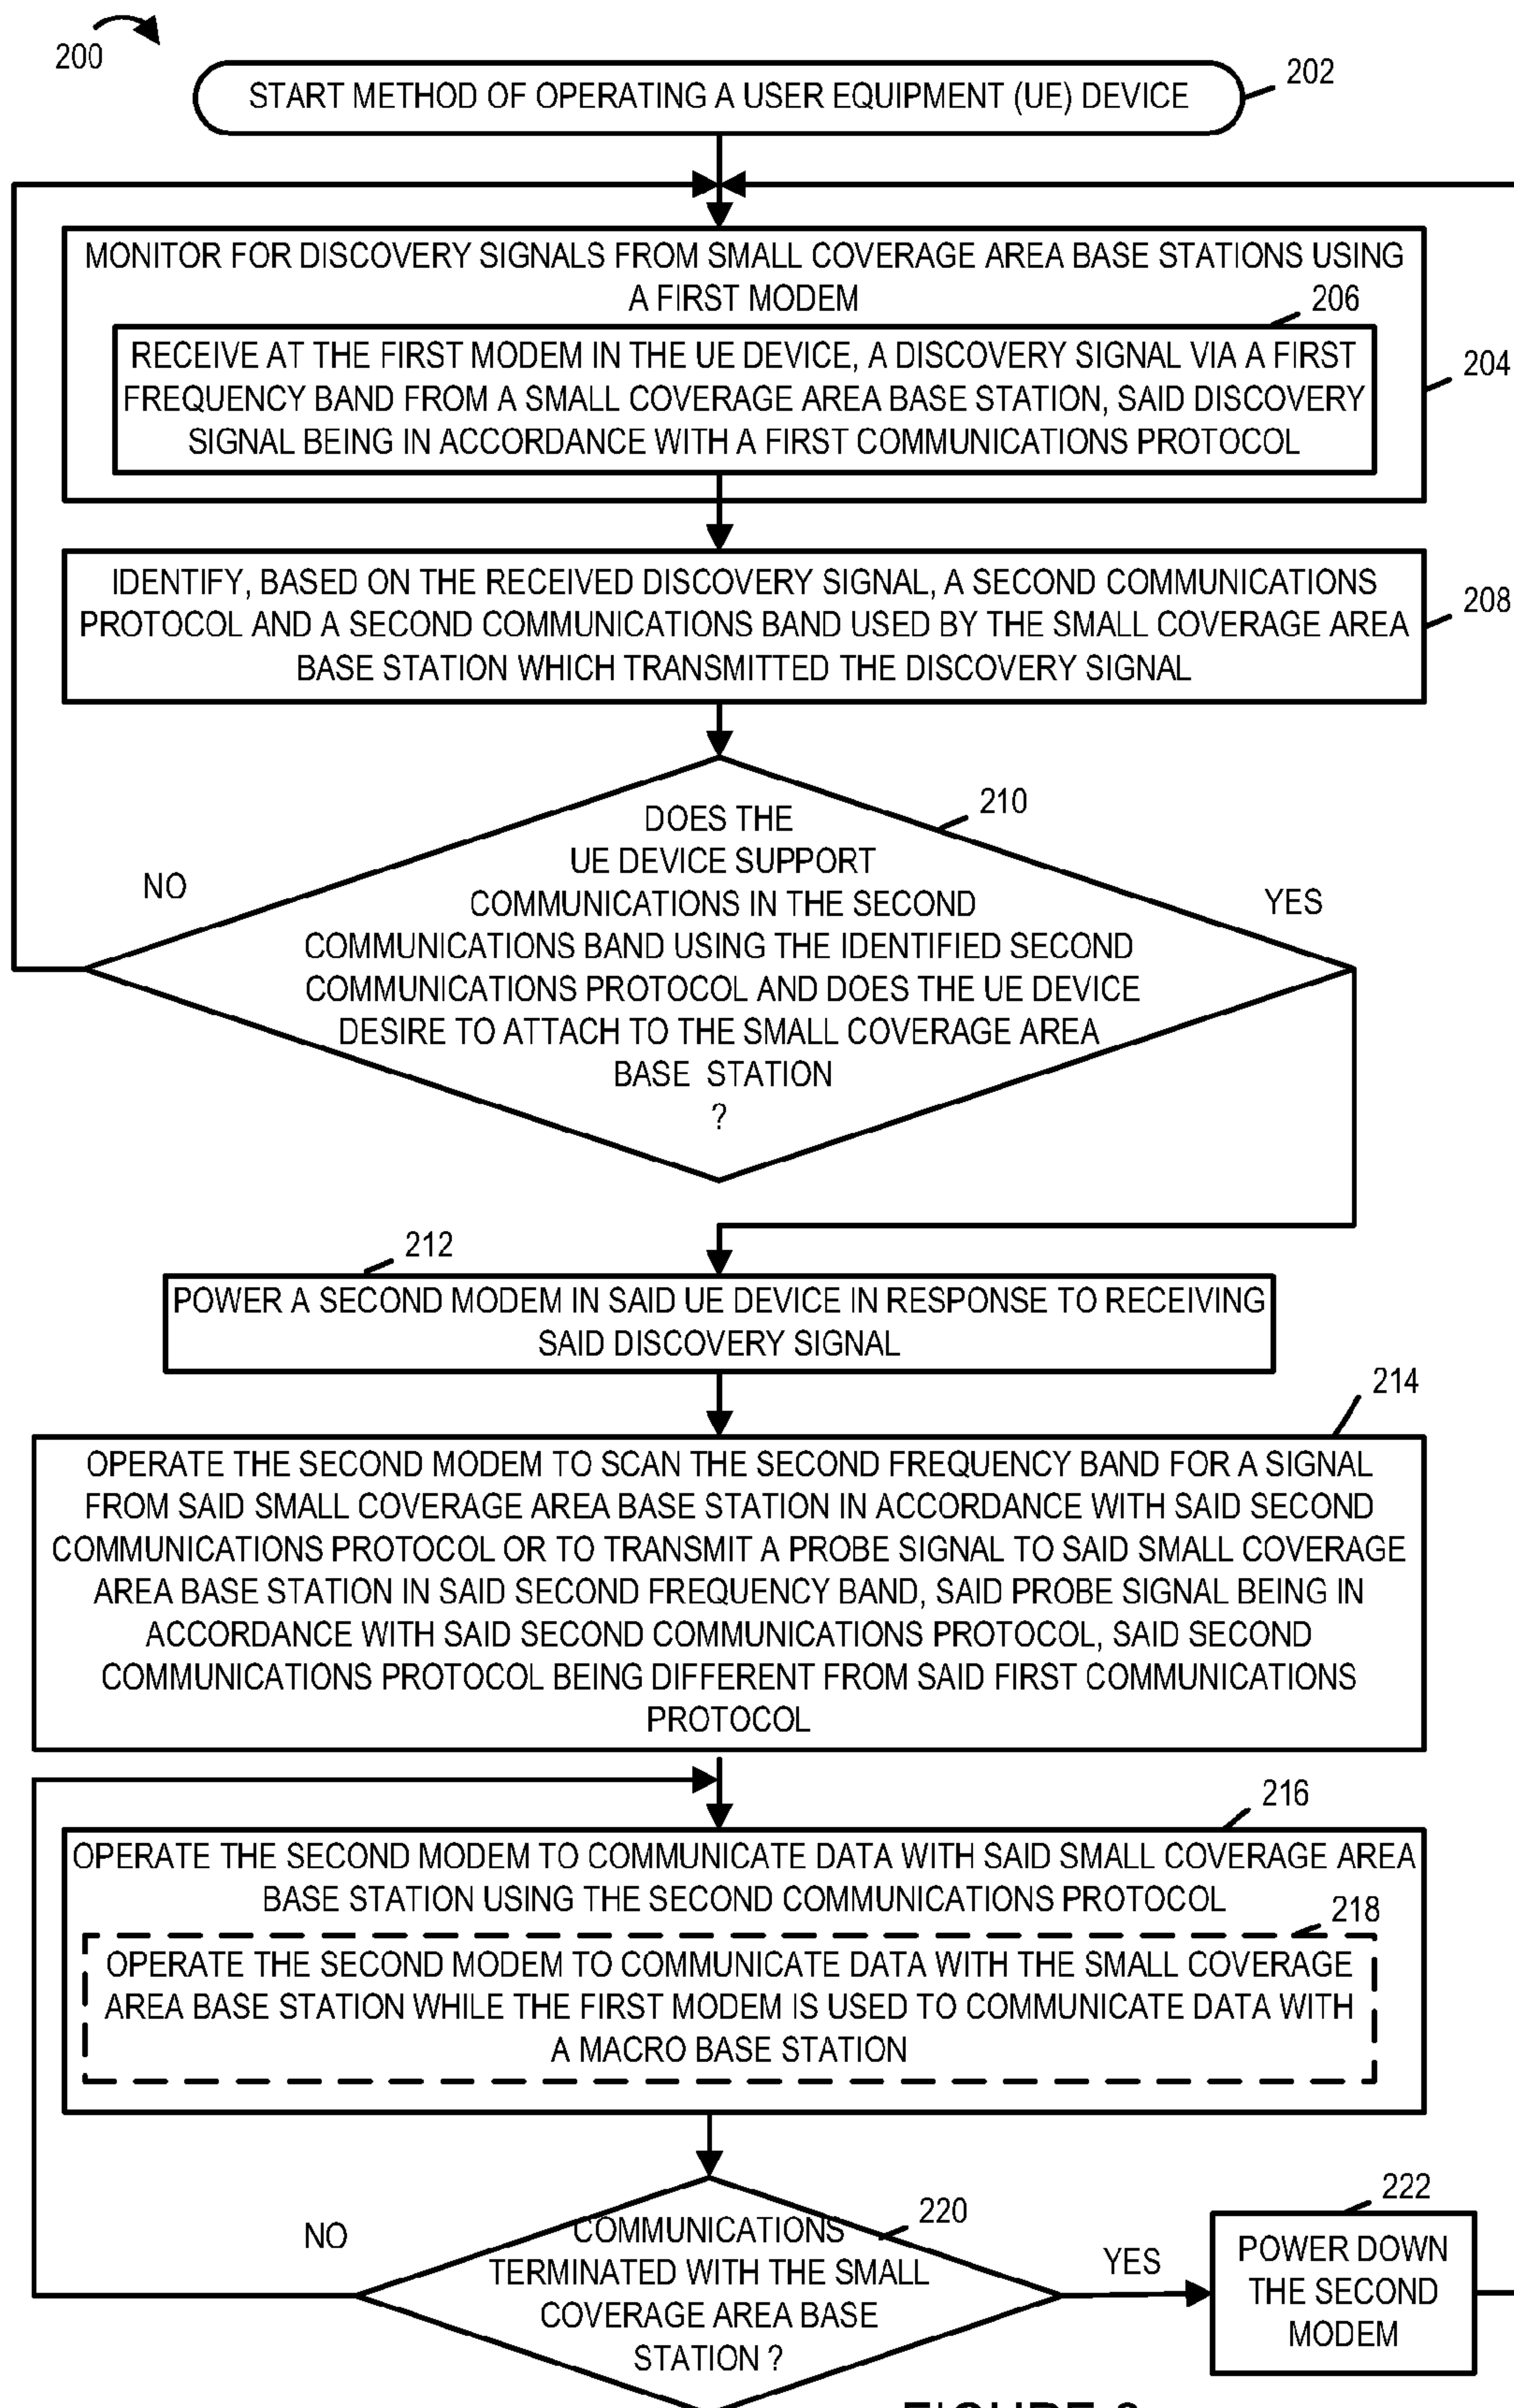 200
START METHOD OF OPERATING A USER EQUIPMENT (UE) DEVICE
202
MONITOR FOR DISCOVERY SIGNALS FROM SMALL COVERAGE AREA BASE STATIONS USING
A FIRST MODEM
206
RECEIVE AT THE FIRST MODEM IN THE UE DEVICE, A DISCOVERY SIGNAL VIA A FIRST
FREQUENCY BAND FROM A SMALL COVERAGE AREA BASE STATION, SAID DISCOVERY
SIGNAL BEING IN ACCORDANCE WITH A FIRST COMMUNICATIONS PROTOCOL
204
IDENTIFY, BASED ON THE RECEIVED DISCOVERY SIGNAL, A SECOND COMMUNICATIONS
PROTOCOL AND A SECOND COMMUNICATIONS BAND USED BY THE SMALL COVERAGE AREA
BASE STATION WHICH TRANSMITTED THE DISCOVERY SIGNAL
208
210
DOES THE
UE DEVICE SUPPORT
COMMUNICATIONS IN THE SECOND
COMMUNICATIONS BAND USING THE IDENTIFIED SECOND
COMMUNICATIONS PROTOCOL AND DOES THE UE DEVICE
DESIRE TO ATTACH TO THE SMALL COVERAGE AREA
BASE STATION
?
NO
YES
212
POWER A SECOND MODEM IN SAID UE DEVICE IN RESPONSE TO RECEIVING
SAID DISCOVERY SIGNAL
214
OPERATE THE SECOND MODEM TO SCAN THE SECOND FREQUENCY BAND FOR A SIGNAL
FROM SAID SMALL COVERAGE AREA BASE STATION IN ACCORDANCE WITH SAID SECOND
COMMUNICATIONS PROTOCOL OR TO TRANSMIT A PROBE SIGNAL TO SAID SMALL COVERAGE
AREA BASE STATION IN SAID SECOND FREQUENCY BAND, SAID PROBE SIGNAL BEING IN
ACCORDANCE WITH SAID SECOND COMMUNICATIONS PROTOCOL, SAID SECOND
COMMUNICATIONS PROTOCOL BEING DIFFERENT FROM SAID FIRST COMMUNICATIONS
PROTOCOL
216
OPERATE THE SECOND MODEM TO COMMUNICATE DATA WITH SAID SMALL COVERAGE AREA
BASE STATION USING THE SECOND COMMUNICATIONS PROTOCOL
218
OPERATE THE SECOND MODEM TO COMMUNICATE DATA WITH THE SMALL COVERAGE
AREA BASE STATION WHILE THE FIRST MODEM IS USED TO COMMUNICATE DATA WITH
A MACRO BASE STATION
220
COMMUNICATIONS
TERMINATED WITH THE SMALL
COVERAGE AREA BASE
STATION ?
NO
YES
222
POWER DOWN
THE SECOND
MODEM